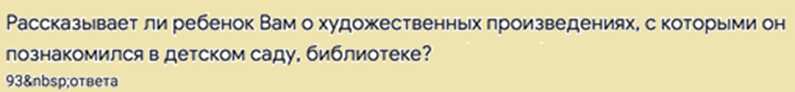 Рассказывает ли ребенок Вам о художественных произведениях, с которыми он
познакомился в детском саду, библиотеке?
93&nbsp;ответа